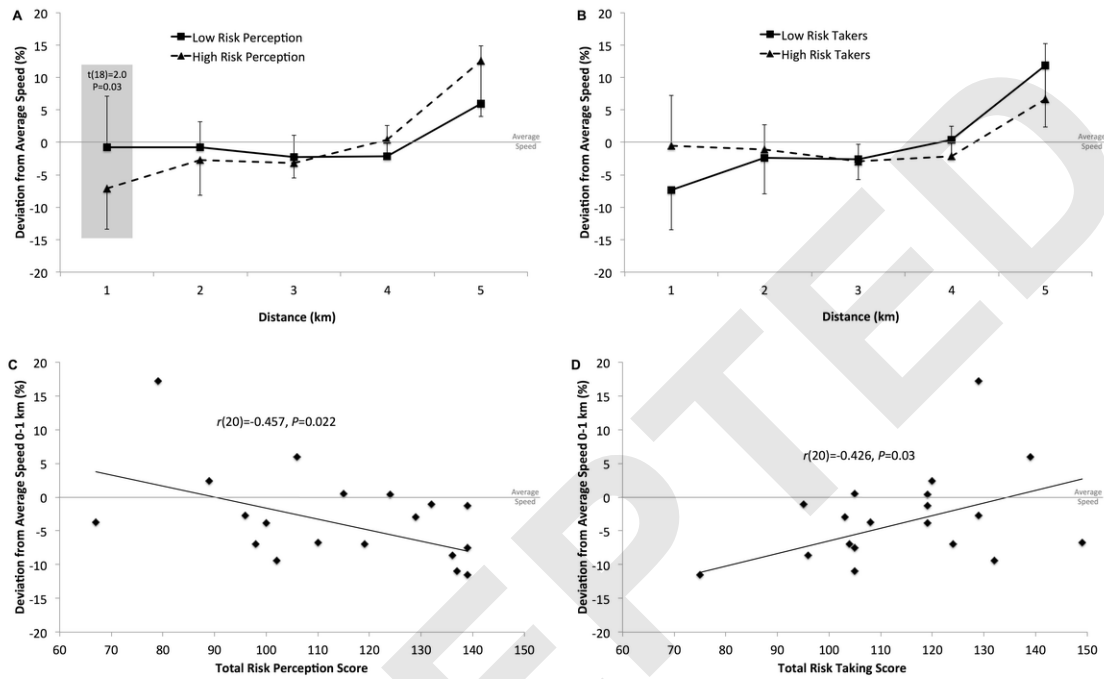 A
Deviation from Average Speed (%)
20
15
10
5
0
-5
-10
-15
-20
Low Risk Perception
High Risk Perception
t(18)=2.0
P=0.03
Average
Speed
1 2 3 4 5
Distance (km)
B
Deviation from Average Speed (%)
20
15
10
5
0
-5
-10
-15
-20
Low Risk Takers
High Risk Takers
Average
Speed
1 2 3 4 5
Distance (km)
C
Deviation from Average Speed 0-1 km (%)
20
15
10
5
0
-5
-10
-15
-20
r(20)=-0.457, P=0.022
Average
Speed
60 70 80 90 100 110 120 130 140 150
Total Risk Perception Score
D
Deviation from Average Speed 0-1 km (%)
20
15
10
5
0
-5
-10
-15
-20
r(20)=-0.426, P=0.03
Average
Speed
60 70 80 90 100 110 120 130 140 150
Total Risk Taking Score
EPTED